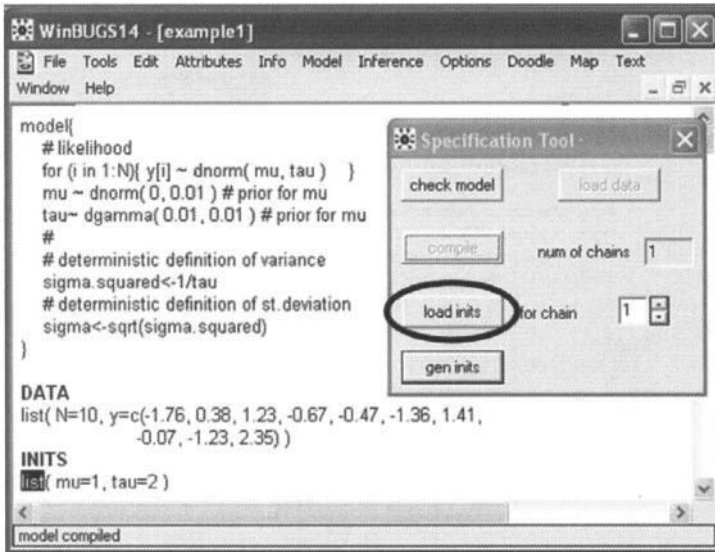 WinBUGS14 - [example1]
File Tools Edit Attributes Info Model Inference Options Doodle Map Text
Window Help
model{
# likelihood
for (i in 1:N){ y[i] ~ dnorm( mu, tau ) }
mu ~ dnorm( 0, 0.01 ) # prior for mu
tau~ dgamma( 0.01, 0.01 ) # prior for mu
#
# deterministic definition of variance
sigma.squared<-1/tau
# deterministic definition of st.deviation
sigma<-sqrt(sigma.squared)
}
DATA
list( N=10, y=c(-1.76, 0.38, 1.23, -0.67, -0.47, -1.36, 1.41,
-0.07, -1.23, 2.35) )
INITS
list( mu=1, tau=2 )
model compiled
Specification Tool
check model load data
compile num of chains 1
load inits for chain 1
gen inits